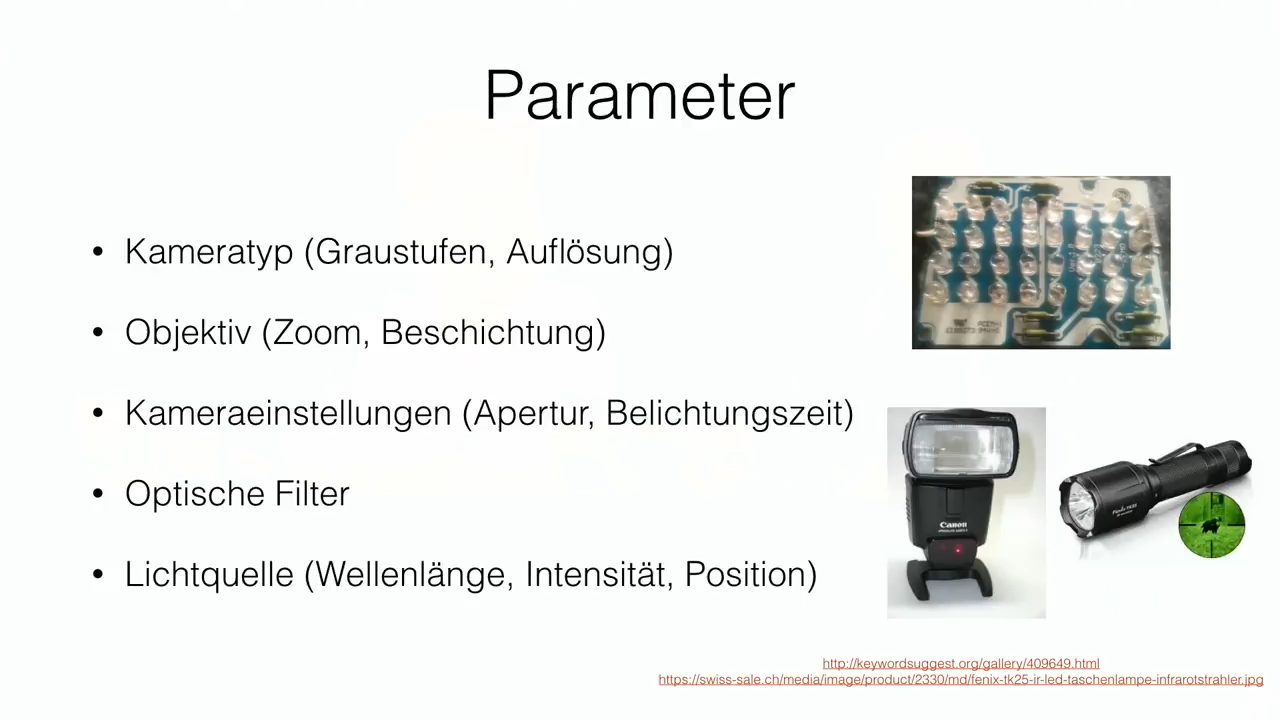 Parameter
• Kameratyp (Graustufen, Auflösung)
• Objektiv (Zoom, Beschichtung)
• Kameraeinstellungen (Apertur, Belichtungszeit)
• Optische Filter
• Lichtquelle (Wellenlänge, Intensität, Position)
Canon
http://keywordsuggest.org/gallery/409649.html
https://swiss-sale.ch/media/image/product/2330/md/fenix-tk25-ir-led-taschenlampe-infrarotstrahler.jpg